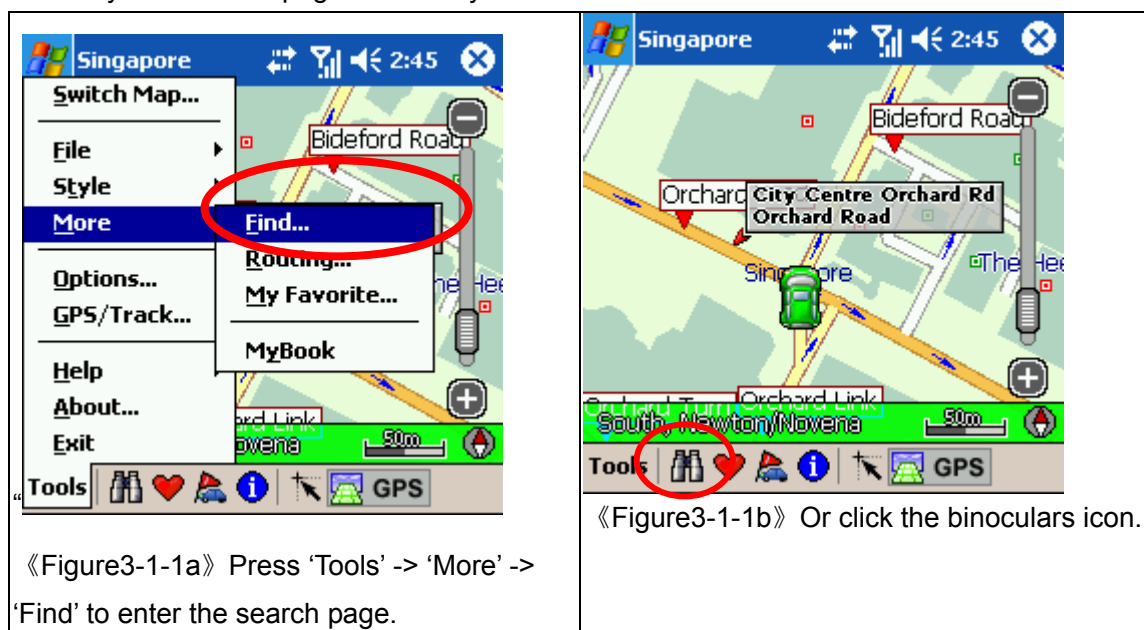 Singapore 2:45
Switch Map...
File
Style
More
Options...
GPS/Track...
Help
About...
Exit
Find...
Routing...
My Favorite...
MyBook
Bideford Road
50m
“Tools GPS
《Figure3-1-1a》Press ‘Tools’ -> ‘More’ ->
‘Find’ to enter the search page.
Singapore 2:45
Bideford Road
Orchard
City Centre Orchard Rd
Orchard Road
Singapore
The Hee
Orchard Turn Orchard Link
South, Newton/Novena 50m
Tools GPS
《Figure3-1-1b》Or click the binoculars icon.